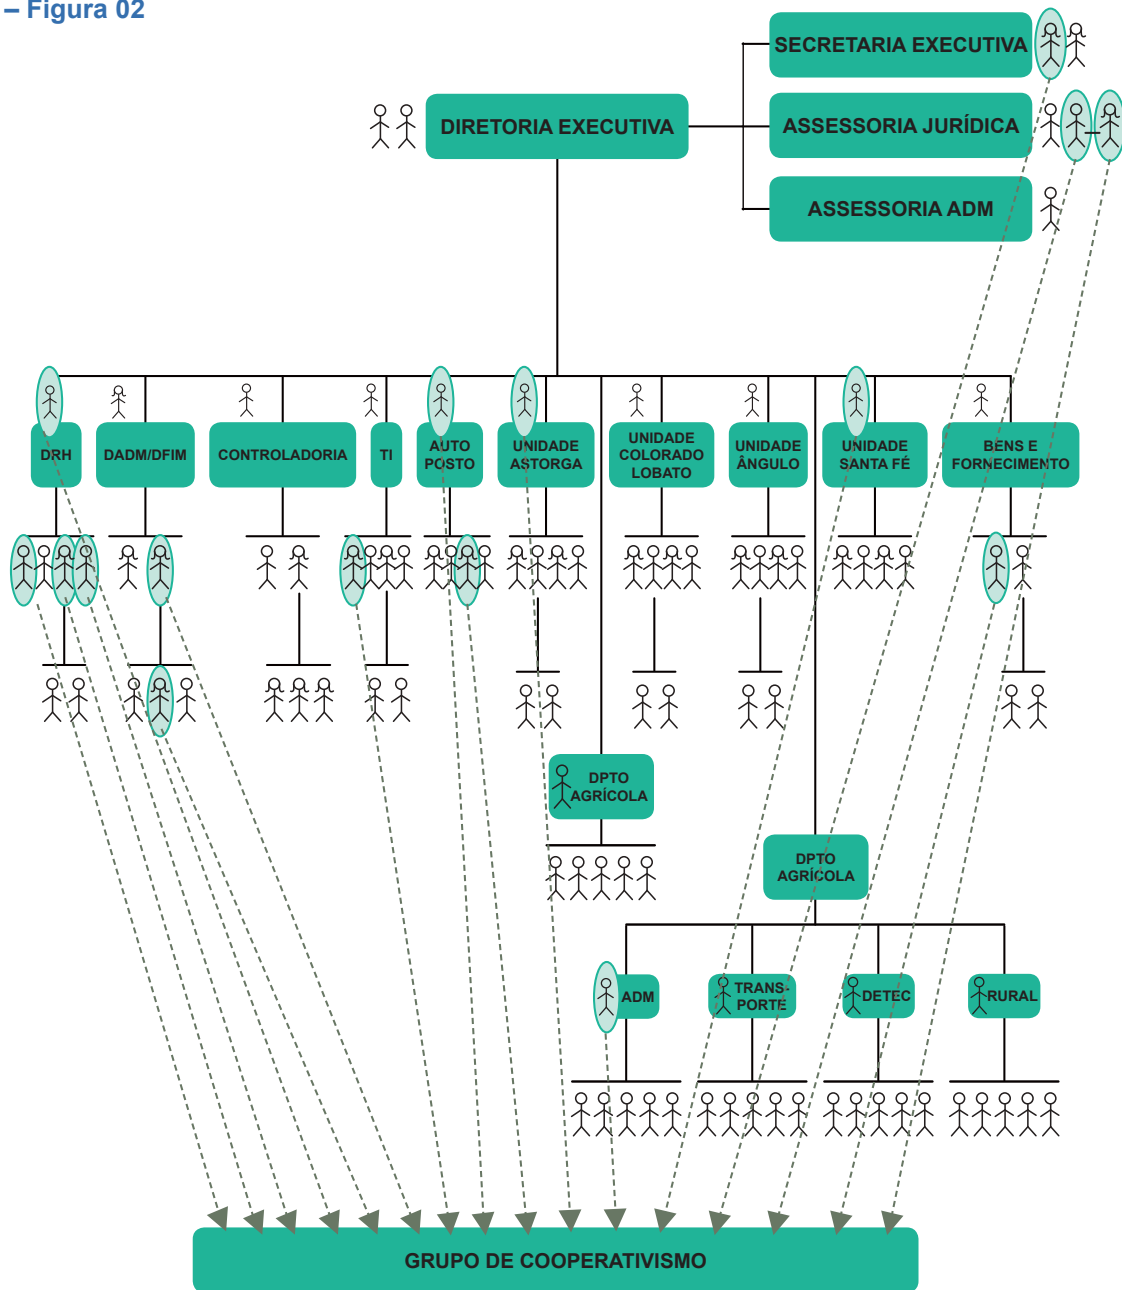 – Figura 02
SECRETARIA EXECUTIVA
DIRETORIA EXECUTIVA
ASSESSORIA JURÍDICA
ASSESSORIA ADM
DRH
DADM/DFIM
CONTROLADORIA
TI
AUTO
POSTO
UNIDADE
ASTORGA
UNIDADE
COLORADO
LOBATO
UNIDADE
ÂNGULO
UNIDADE
SANTA FÉ
BENS E
FORNECIMENTO
DPTO
AGRÍCOLA
DPTO
AGRÍCOLA
ADM
TRANS-
PORTE
DETEC
RURAL
GRUPO DE COOPERATIVISMO